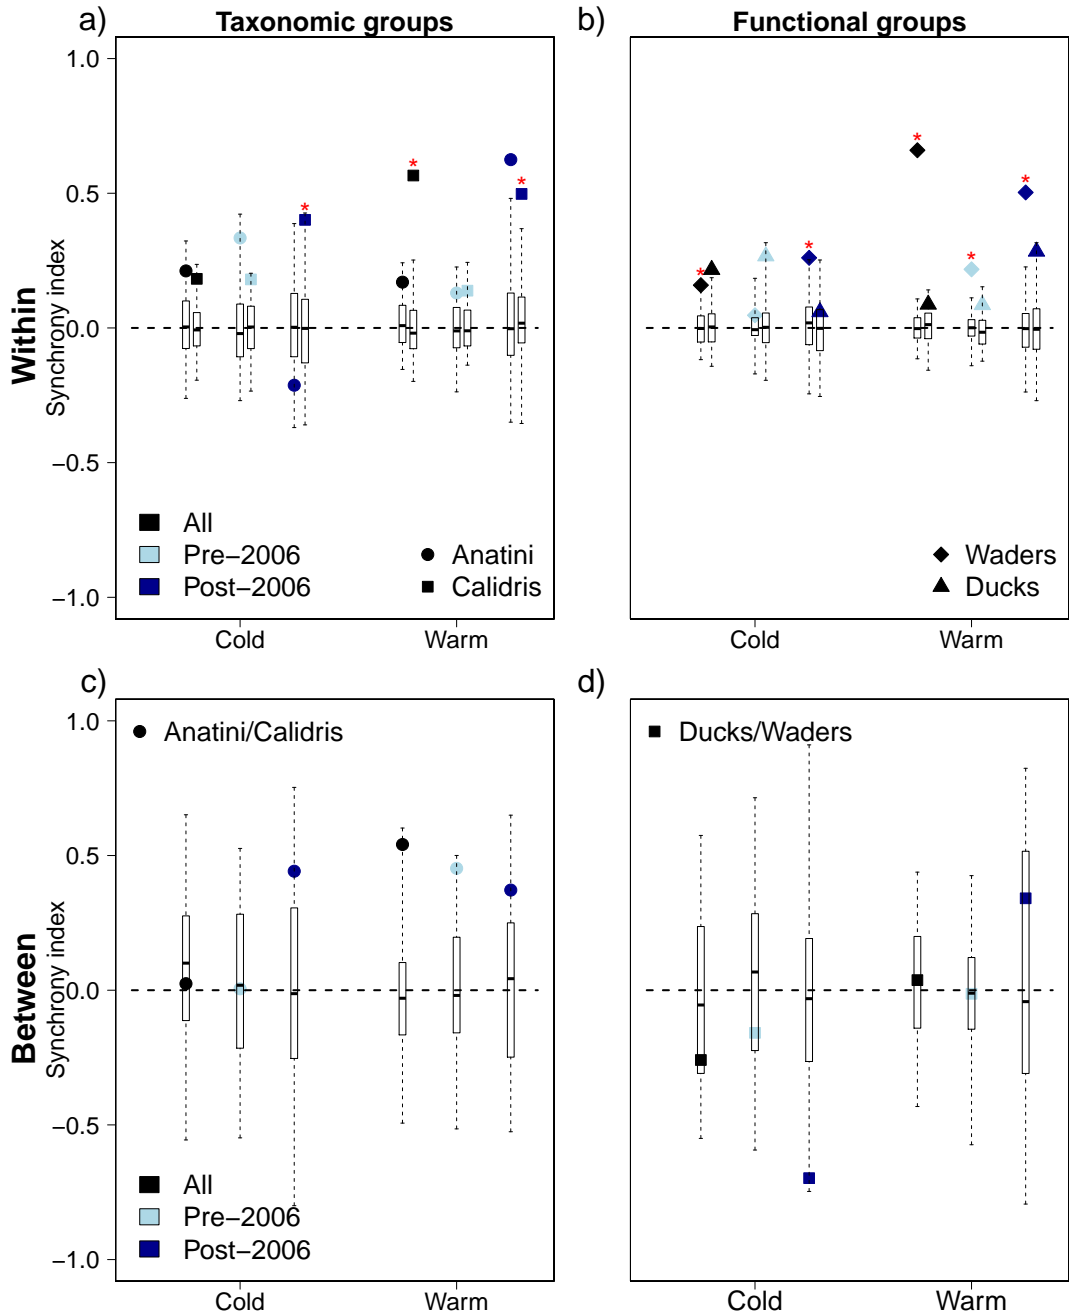 a) Taxonomic groups
b) Functional groups
Within
Synchrony index
1.0
0.5
0.0
−0.5
−1.0
*
*
*
*
*
*
*
*
*
All
Pre−2006
Post−2006
Anatini
Calidris
Waders
Ducks
Cold
Warm
Cold
Warm
c)
d)
Between
Synchrony index
1.0
0.5
0.0
−0.5
−1.0
Anatini/Calidris
Ducks/Waders
All
Pre−2006
Post−2006
Cold
Warm
Cold
Warm